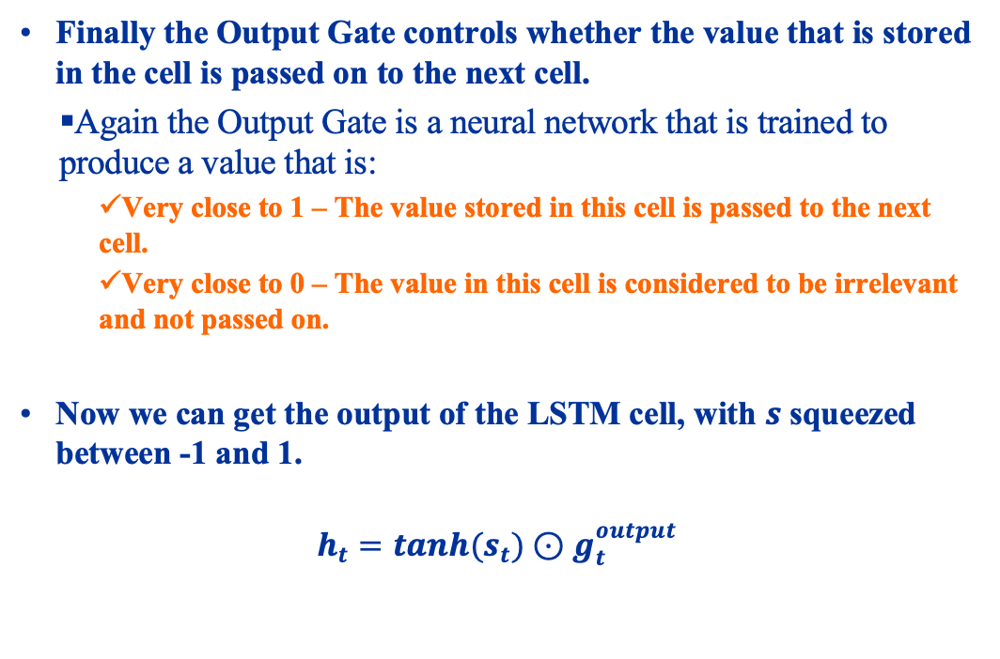 • Finally the Output Gate controls whether the value that is stored
in the cell is passed on to the next cell.
▪Again the Output Gate is a neural network that is trained to
produce a value that is:
✓Very close to 1 – The value stored in this cell is passed to the next
cell.
✓Very close to 0 – The value in this cell is considered to be irrelevant
and not passed on.
• Now we can get the output of the LSTM cell, with s squeezed
between -1 and 1.
h_t = tanh(s_t) ⊙ g_t^output